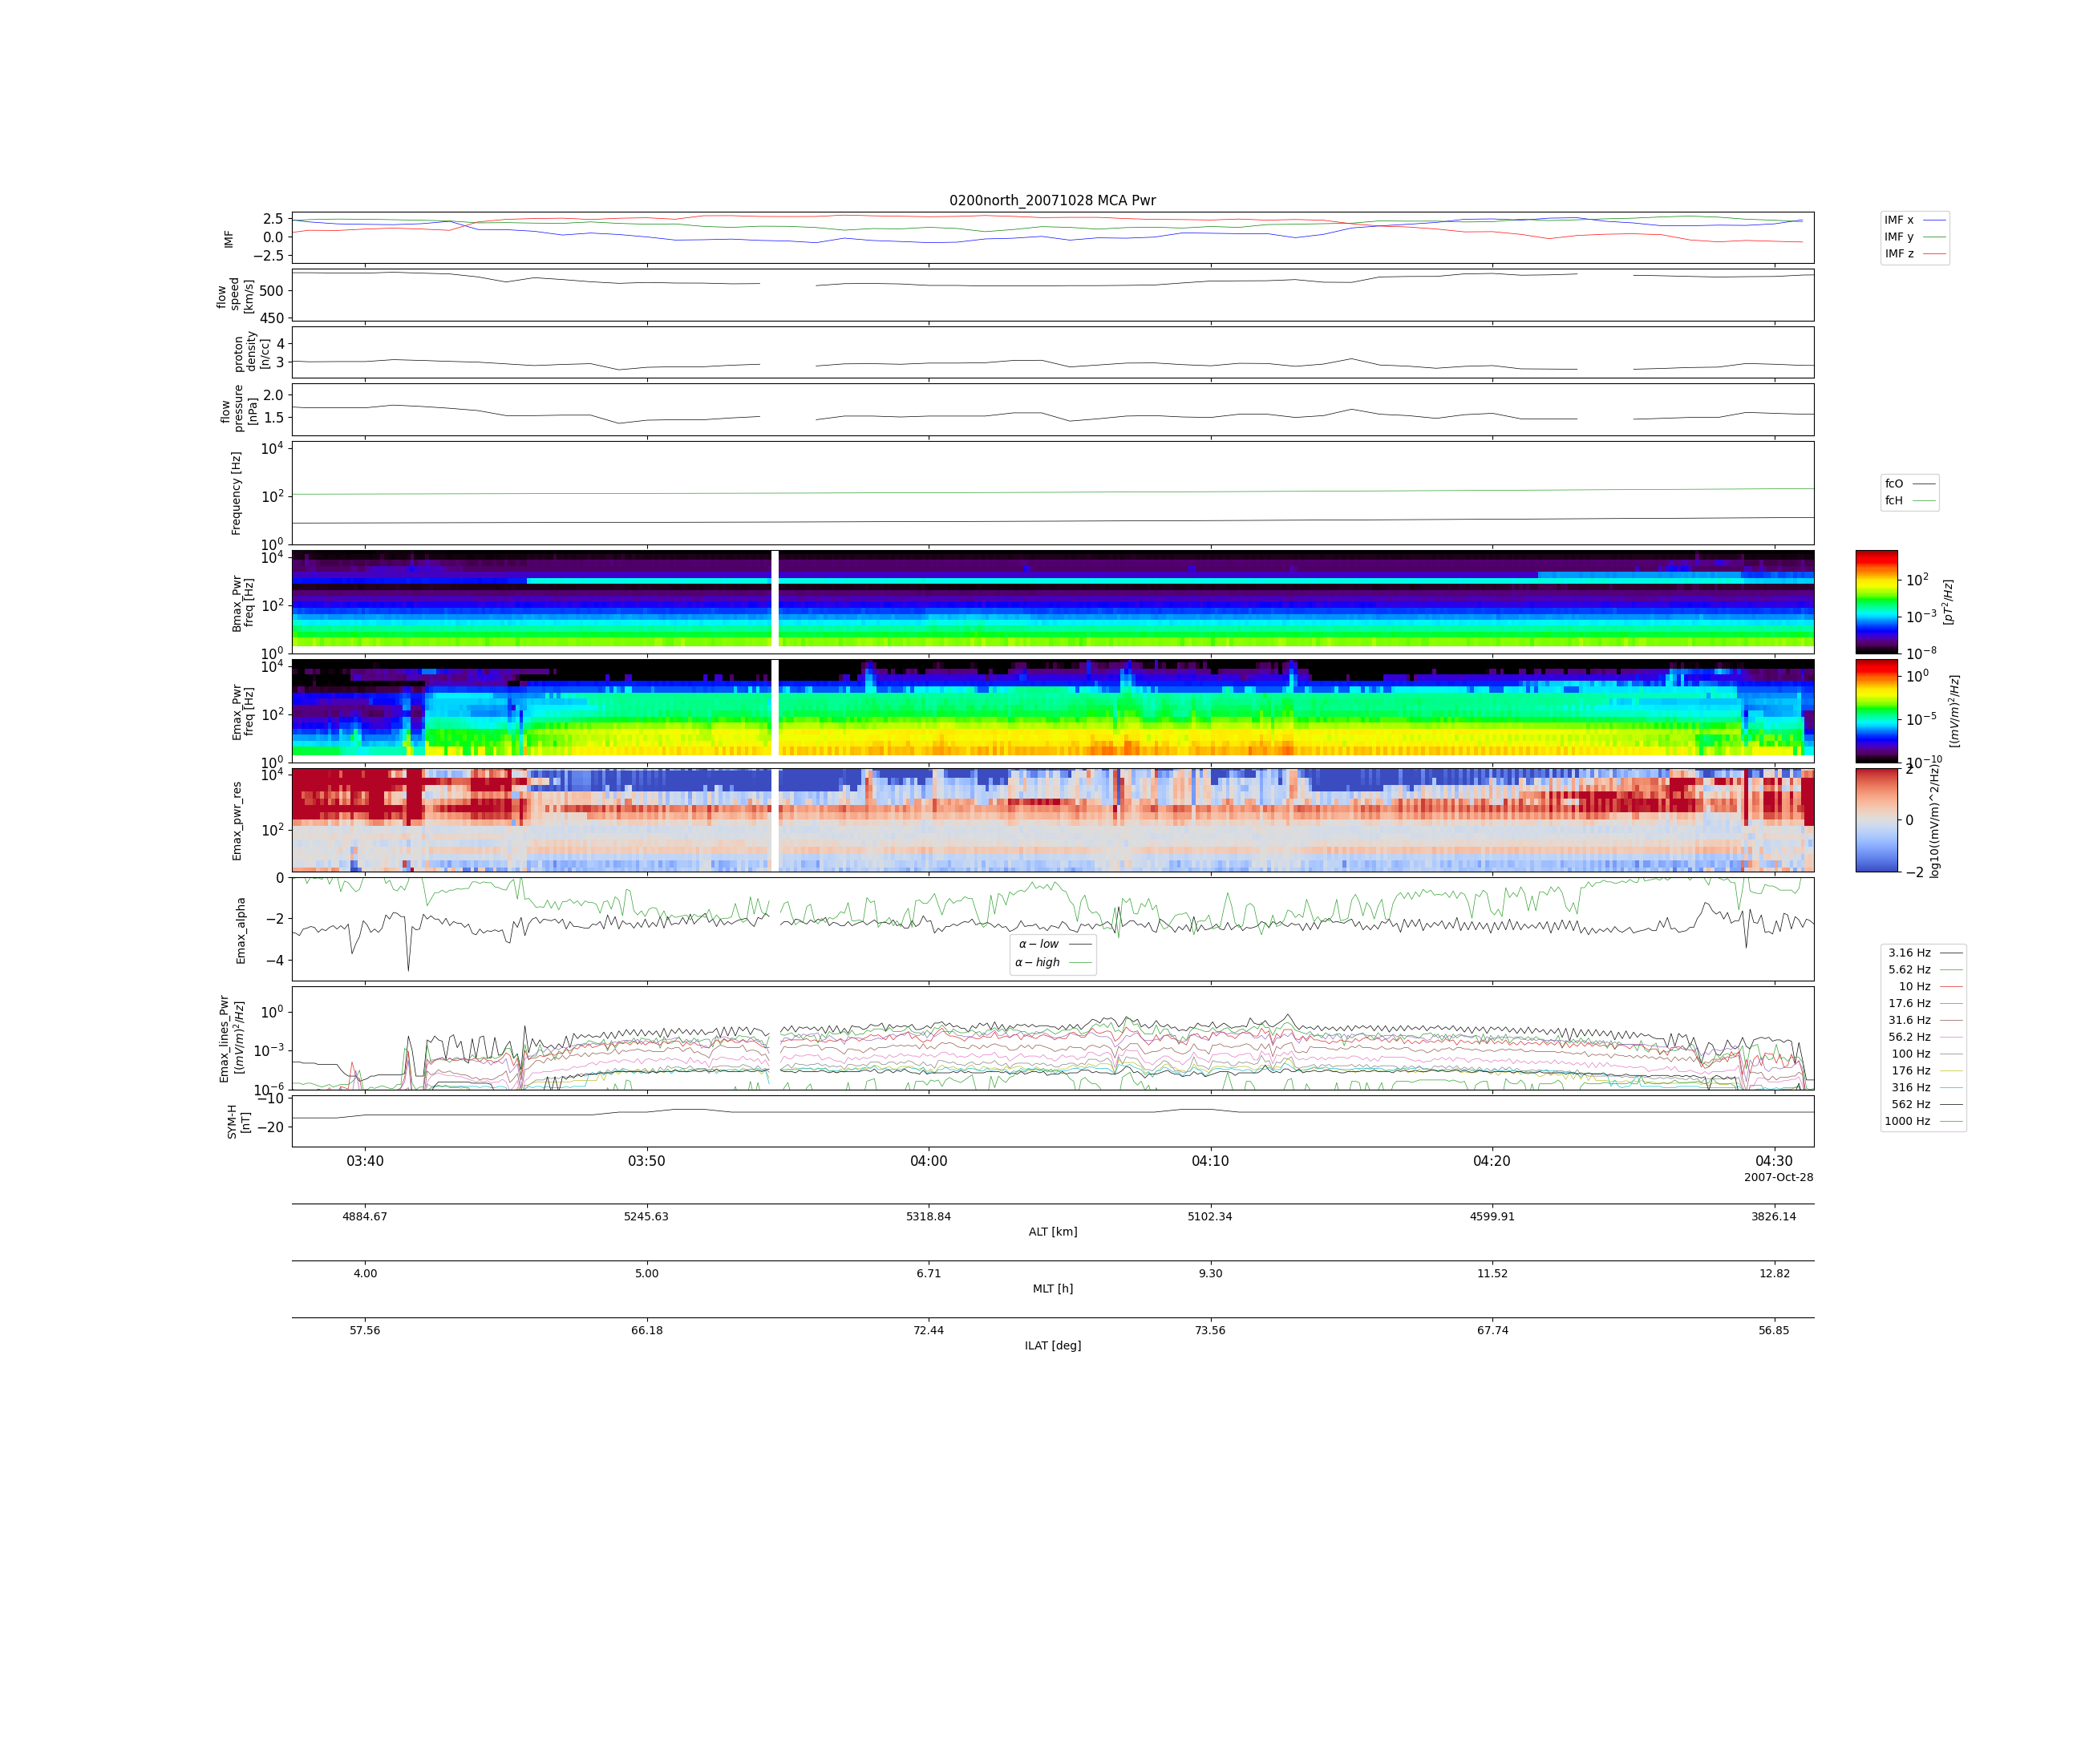 0200north_20071028 MCA Pwr
IMF
2.5
0.0
−2.5
IMF x
IMF y
IMF z
flow
speed
[km/s]
500
450
proton
density
[n/cc]
4
3
flow
pressure
[nPa]
2.0
1.5
Frequency [Hz]
10^4
10^2
10^0
fcO
fcH
Bmax_Pwr
freq [Hz]
10^4
10^2
10^0
10^2
10^−3
10^−8
[pT^2/Hz]
Emax_Pwr
freq [Hz]
10^4
10^2
10^0
10^0
10^−5
10^−10
[(mV/m)^2/Hz]
Emax_pwr_res
10^4
10^2
2
0
−2
log10((mV/m)^2/Hz)
Emax_alpha
0
−2
−4
α − low
α − high
Emax_lines_Pwr
[(mV/m)^2/Hz]
10^0
10^−3
10^−6
3.16 Hz
5.62 Hz
10 Hz
17.6 Hz
31.6 Hz
56.2 Hz
100 Hz
176 Hz
316 Hz
562 Hz
1000 Hz
SYM-H
[nT]
−10
−20
03:40 03:50 04:00 04:10 04:20 04:30
2007-Oct-28
4884.67 5245.63 5318.84 5102.34 4599.91 3826.14
ALT [km]
4.00 5.00 6.71 9.30 11.52 12.82
MLT [h]
57.56 66.18 72.44 73.56 67.74 56.85
ILAT [deg]